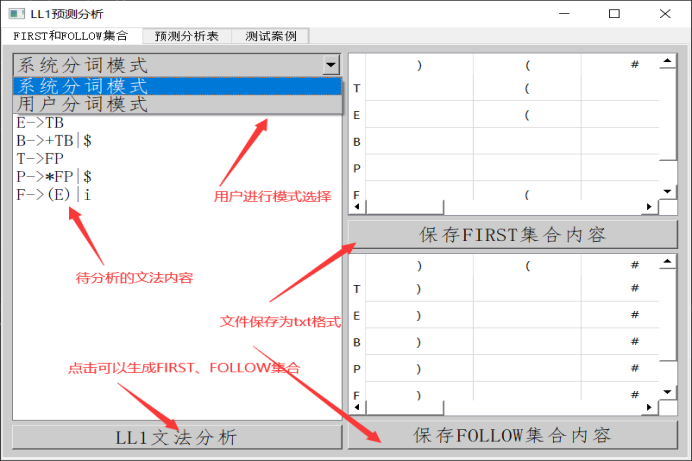 LL1预测分析
FIRST和FOLLOW集合 预测分析表 测试案例
系统分词模式
系统分词模式
用户分词模式
E->TB
B->+TB|$
T->FP
P->*FP|$
F->(E)|i
用户进行模式选择
待分析的文法内容
文件保存为txt格式
点击可以生成FIRST、FOLLOW集合
LL1文法分析
) ( #
T (
E (
B
P
F (
保存FIRST集合内容
) ( #
T ) #
E ) #
B ) #
P ) #
F ) #
保存FOLLOW集合内容